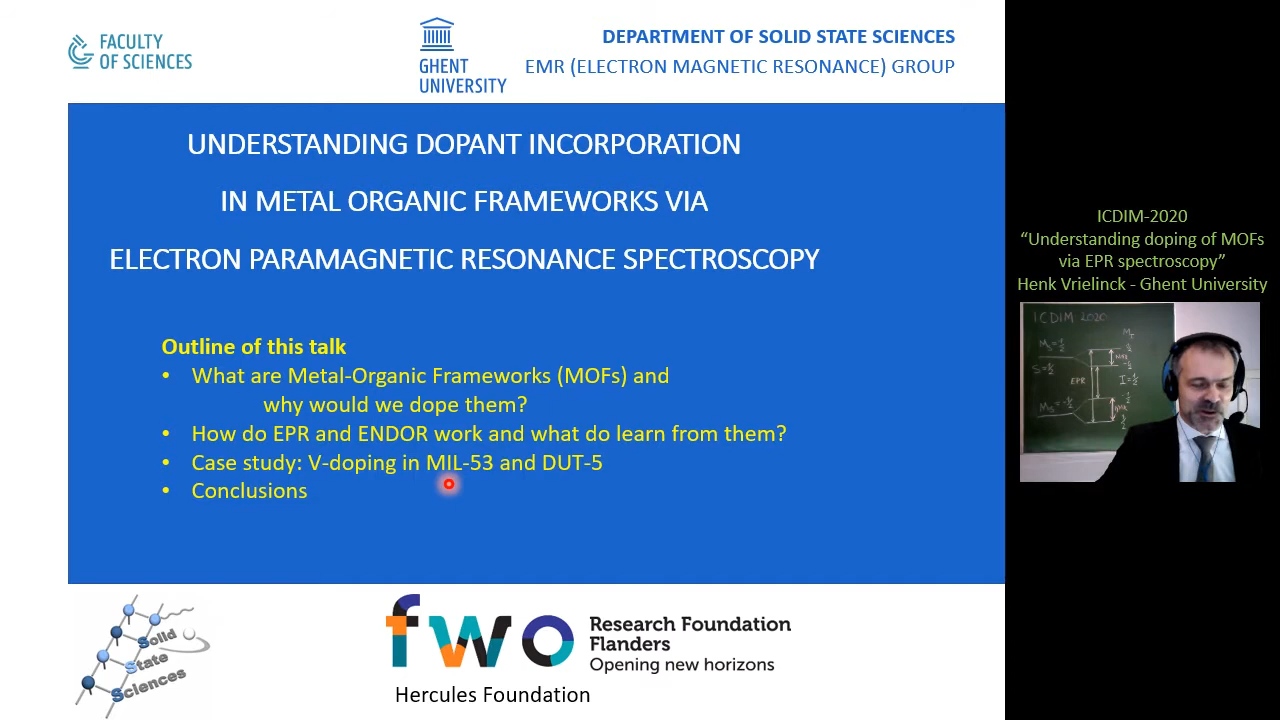 FACULTY
OF SCIENCES
GHENT
UNIVERSITY
DEPARTMENT OF SOLID STATE SCIENCES
EMR (ELECTRON MAGNETIC RESONANCE) GROUP
UNDERSTANDING DOPANT INCORPORATION
IN METAL ORGANIC FRAMEWORKS VIA
ELECTRON PARAMAGNETIC RESONANCE SPECTROSCOPY
Outline of this talk
• What are Metal-Organic Frameworks (MOFs) and
why would we dope them?
• How do EPR and ENDOR work and what do learn from them?
• Case study: V-doping in MIL-53 and DUT-5
• Conclusions
Solid
State
Sciences
fwo
Research Foundation
Flanders
Opening new horizons
Hercules Foundation
ICDIM-2020
“Understanding doping of MOFs
via EPR spectroscopy”
Henk Vrielinck - Ghent University
ICDIM 2020
EPR